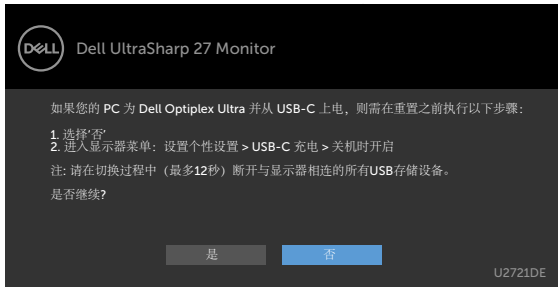 DELL
Dell UltraSharp 27 Monitor
如果您的 PC 为 Dell Optiplex Ultra 并从 USB-C 上电，则需在重置之前执行以下步骤：
1. 选择‘否’
2. 进入显示器菜单：设置个性设置 > USB-C 充电 > 关机时开启
注: 请在切换过程中（最多12秒）断开与显示器相连的所有USB存储设备。
是否继续?
是
否
U2721DE